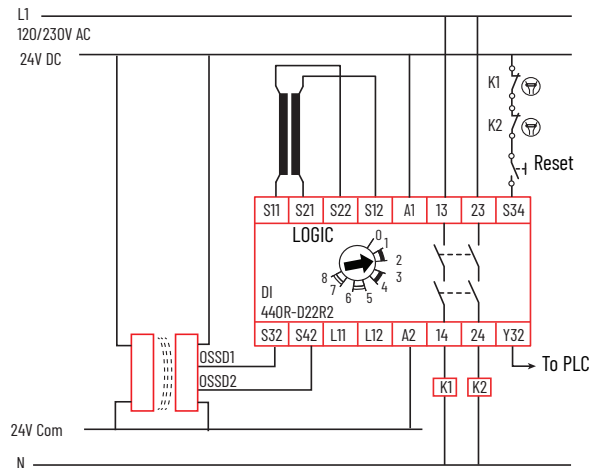 L1
120/230V AC
24V DC
K1
K2
Reset
S11 S21 S22 S12 A1 13 23 S34
LOGIC
0
1
2
3
4
5
6
7
8
DI
440R-D22R2
S32 S42 L11 L12 A2 14 24 Y32
OSSD1
OSSD2
To PLC
K1 K2
24V Com
N